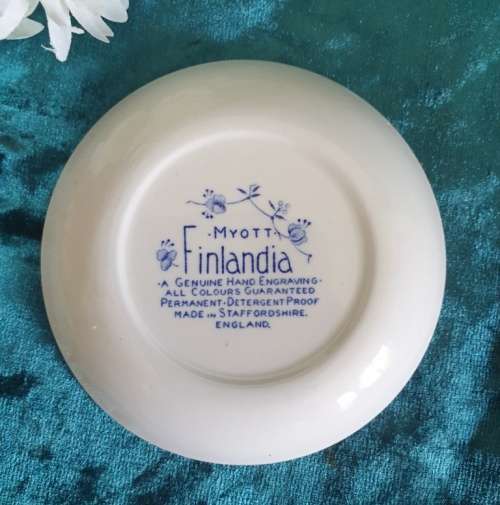 ·MYOTT·
Finlandia
·A GENUINE HAND ENGRAVING·
ALL COLOURS GUARANTEED
PERMANENT·DETERGENT PROOF
MADE IN STAFFORDSHIRE.
ENGLAND.